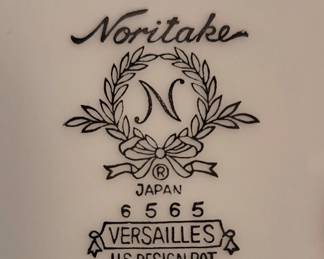 Noritake
N
®
JAPAN
6565
VERSAILLES
U.S. DESIGN PAT.